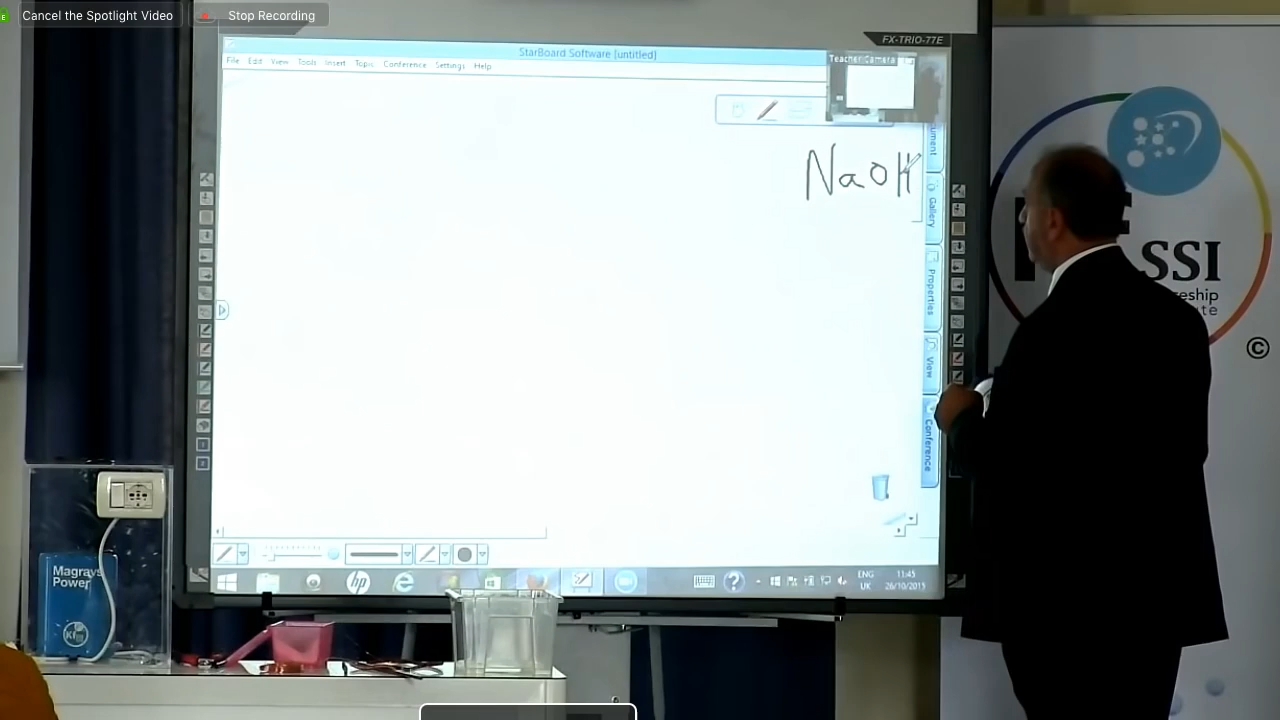 Cancel the Spotlight Video
Stop Recording
FX-TRIO-77E
StarBoard Software [untitled]
File Edit View Tools Insert Topic Conference Settings Help
Teacher Camera
NaOH
Gallery
Properties
View
Conference
SSI
©
Magravs
Power
hp
ENG
UK
11:45
26/10/2015